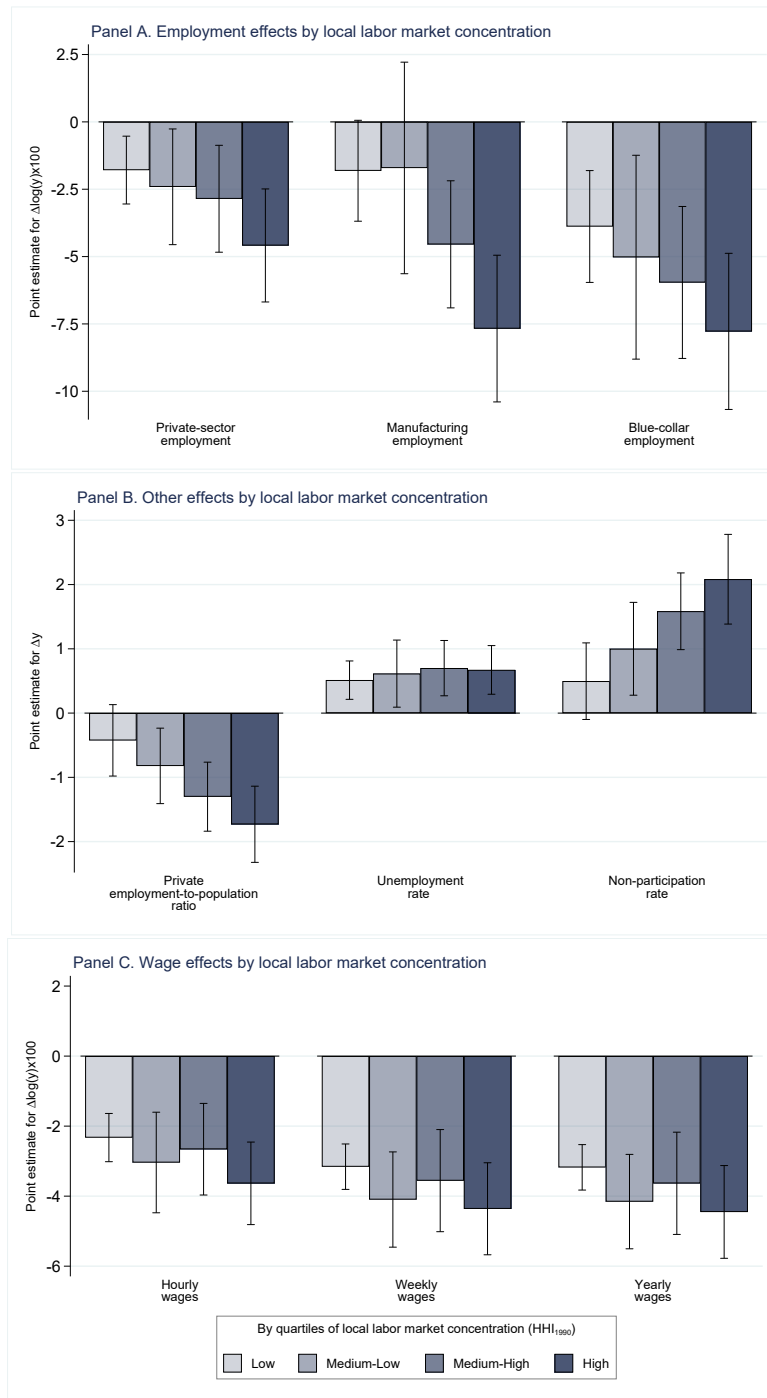 Panel A. Employment effects by local labor market concentration
Point estimate for Δlog(y)x100
2.5
0
-2.5
-5
-7.5
-10
Private-sector
employment
Manufacturing
employment
Blue-collar
employment
Panel B. Other effects by local labor market concentration
Point estimate for Δy
3
2
1
0
-1
-2
Private
employment-to-population
ratio
Unemployment
rate
Non-participation
rate
Panel C. Wage effects by local labor market concentration
Point estimate for Δlog(y)x100
2
0
-2
-4
-6
Hourly
wages
Weekly
wages
Yearly
wages
By quartiles of local labor market concentration (HHI1990)
Low Medium-Low Medium-High High